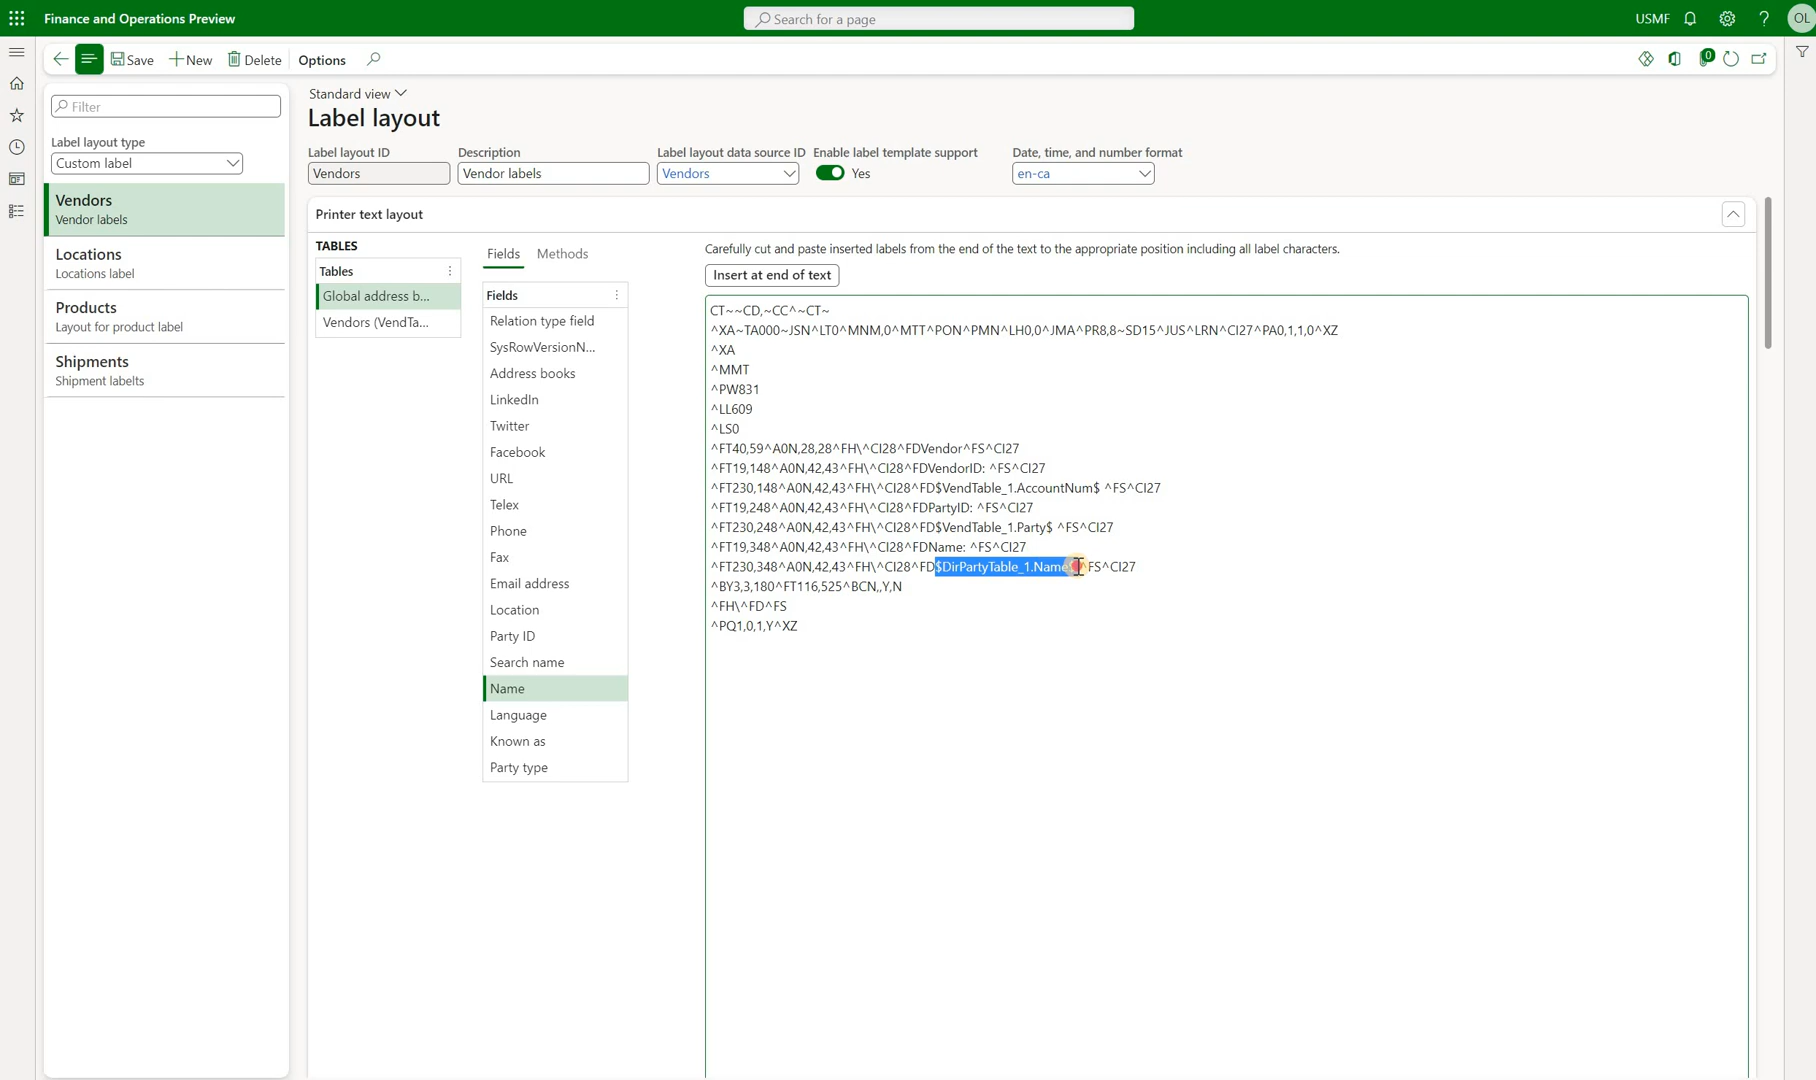 Finance and Operations Preview
Search for a page
USMF
OL
Save
New
Delete
Options
0
Filter
Label layout type
Custom label
Vendors
Vendor labels
Locations
Locations label
Products
Layout for product label
Shipments
Shipment labelts
Standard view
Label layout
Label layout ID
Vendors
Description
Vendor labels
Label layout data source ID
Vendors
Enable label template support
Yes
Date, time, and number format
en-ca
Printer text layout
TABLES
Tables
Global address b...
Vendors (VendTa...
Fields
Methods
Fields
Relation type field
SysRowVersionN...
Address books
LinkedIn
Twitter
Facebook
URL
Telex
Phone
Fax
Email address
Location
Party ID
Search name
Name
Language
Known as
Party type
Carefully cut and paste inserted labels from the end of the text to the appropriate position including all label characters.
Insert at end of text
CT~~CD,~CC^~CT~
^XA~TA000~JSN^LT0^MNM,0^MTT^PON^PMN^LH0,0^JMA^PR8,8~SD15^JUS^LRN^CI27^PA0,1,1,0^XZ
^XA
^MMT
^PW831
^LL609
^LS0
^FT40,59^A0N,28,28^FH\^CI28^FDVendor^FS^CI27
^FT19,148^A0N,42,43^FH\^CI28^FDVendorID: ^FS^CI27
^FT230,148^A0N,42,43^FH\^CI28^FD$VendTable_1.AccountNum$ ^FS^CI27
^FT19,248^A0N,42,43^FH\^CI28^FDPartyID: ^FS^CI27
^FT230,248^A0N,42,43^FH\^CI28^FD$VendTable_1.Party$ ^FS^CI27
^FT19,348^A0N,42,43^FH\^CI28^FDName: ^FS^CI27
^FT230,348^A0N,42,43^FH\^CI28^FD$DirPartyTable_1.Name$ ^FS^CI27
^BY3,3,180^FT116,525^BCN,,Y,N
^FH\^FD^FS
^PQ1,0,1,Y^XZ